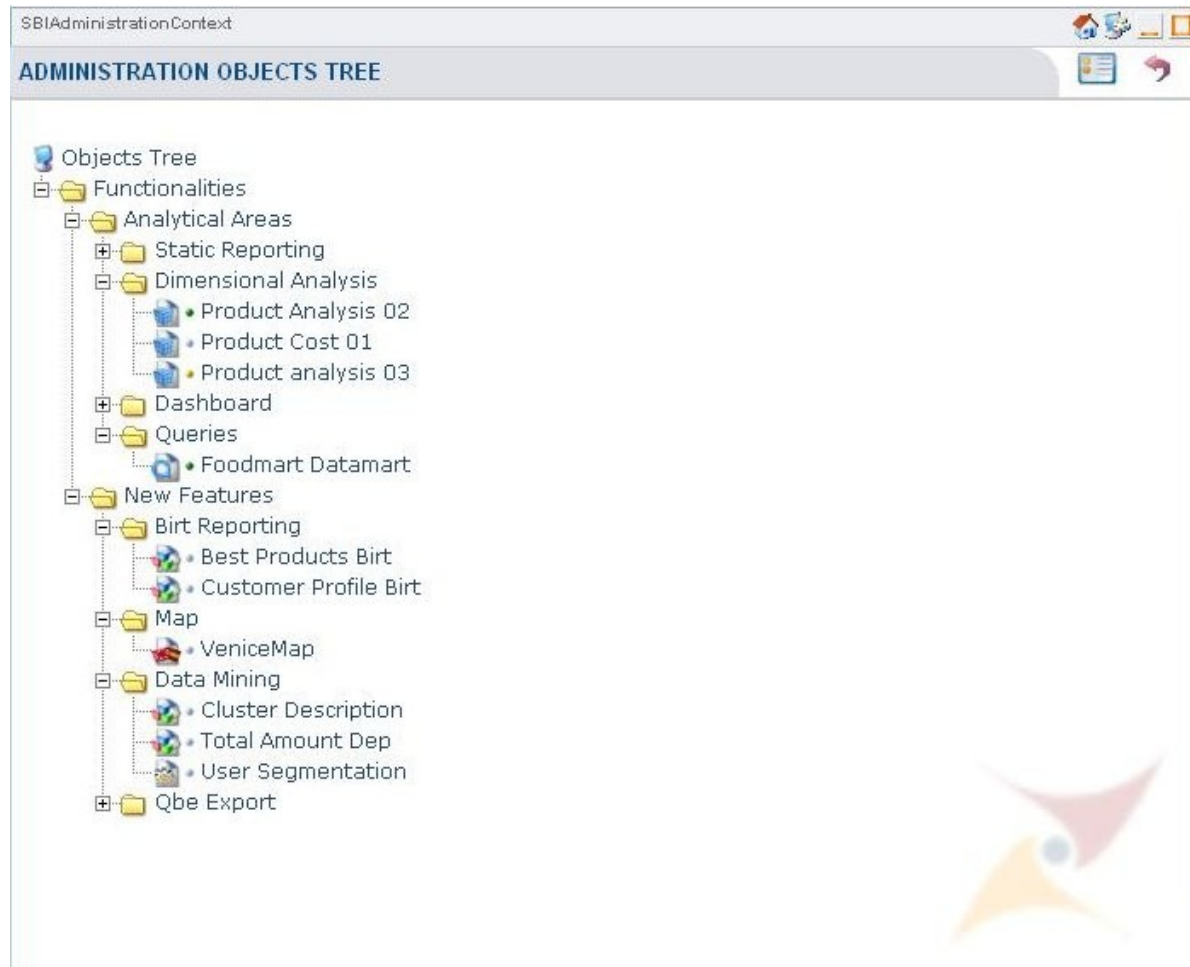 SBIAdministrationContext
ADMINISTRATION OBJECTS TREE
Objects Tree
Functionalities
Analytical Areas
Static Reporting
Dimensional Analysis
Product Analysis 02
Product Cost 01
Product analysis 03
Dashboard
Queries
Foodmart Datamart
New Features
Birt Reporting
Best Products Birt
Customer Profile Birt
Map
VeniceMap
Data Mining
Cluster Description
Total Amount Dep
User Segmentation
Qbe Export